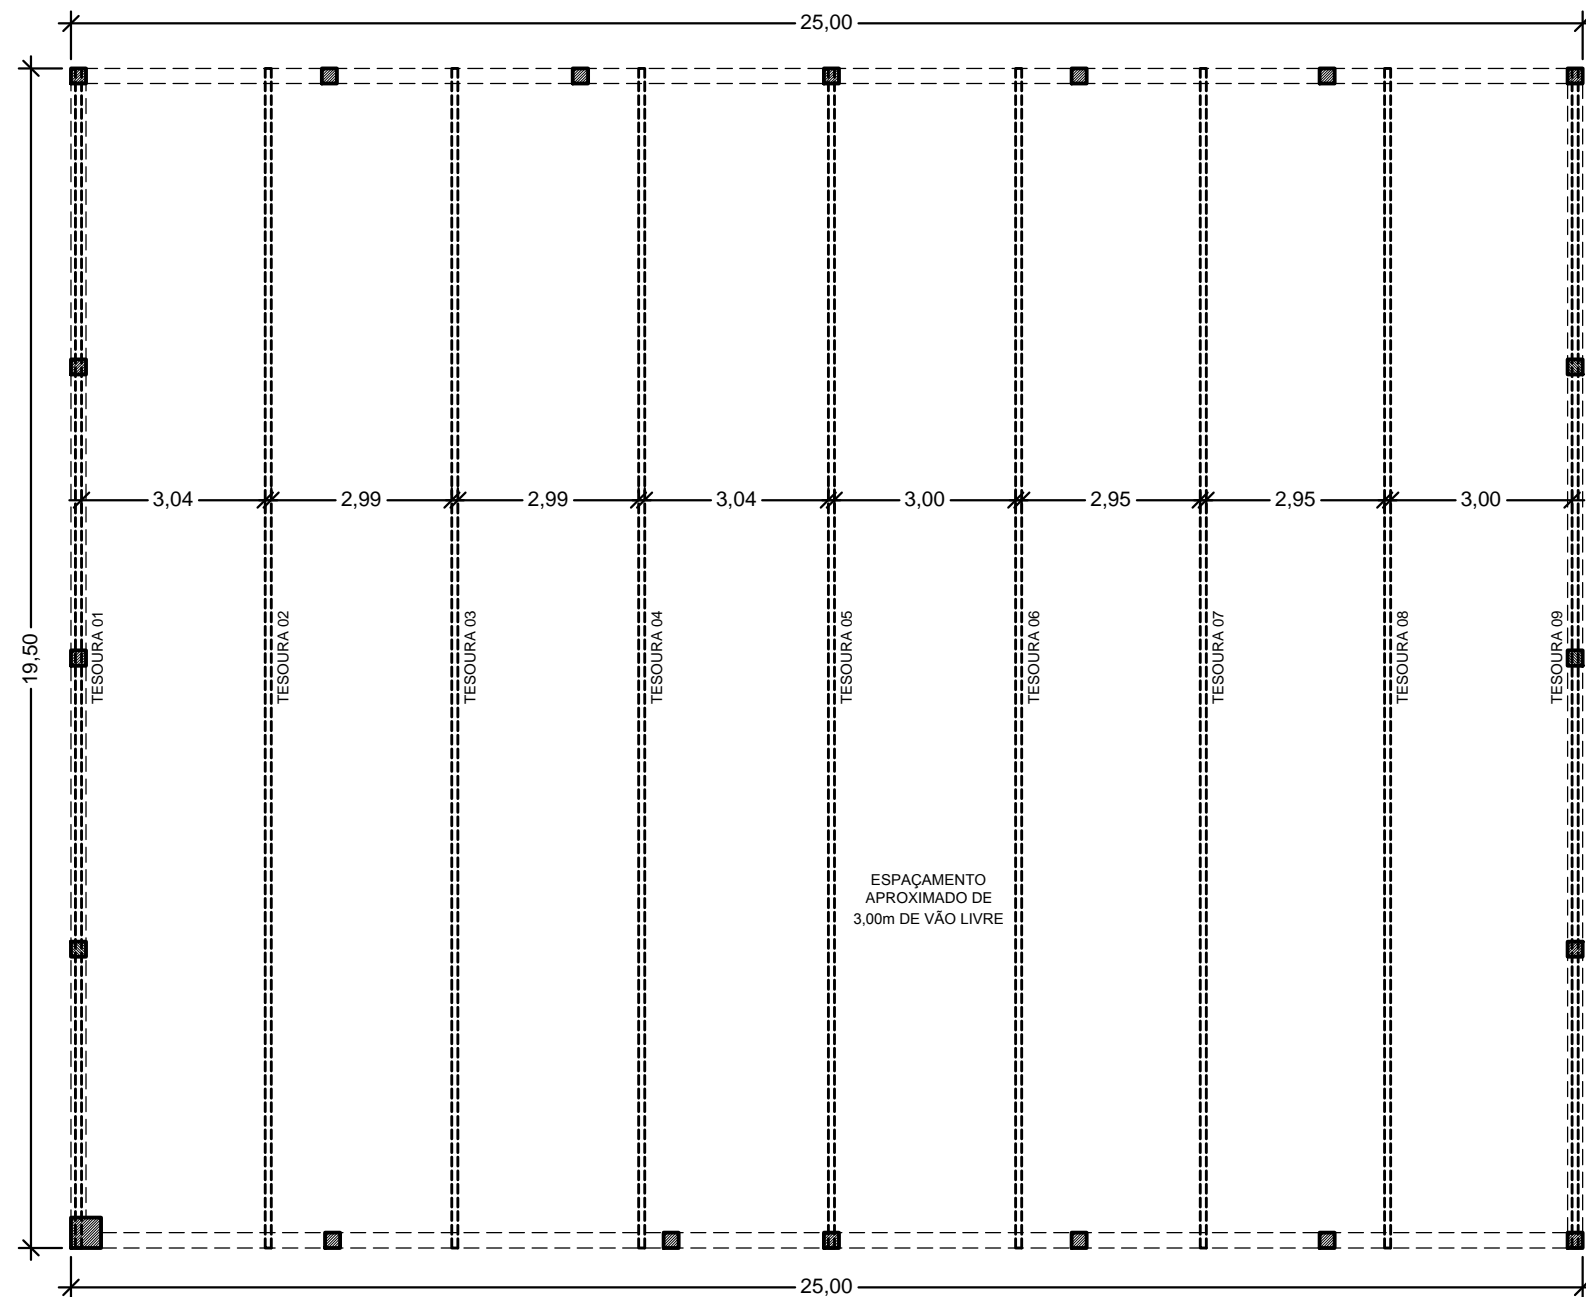 25,00
3,04
2,99
2,99
3,04
3,00
2,95
2,95
3,00
19,50
TESOURA 01
TESOURA 02
TESOURA 03
TESOURA 04
TESOURA 05
TESOURA 06
TESOURA 07
TESOURA 08
TESOURA 09
ESPAÇAMENTO
APROXIMADO DE
3,00m DE VÃO LIVRE
25,00